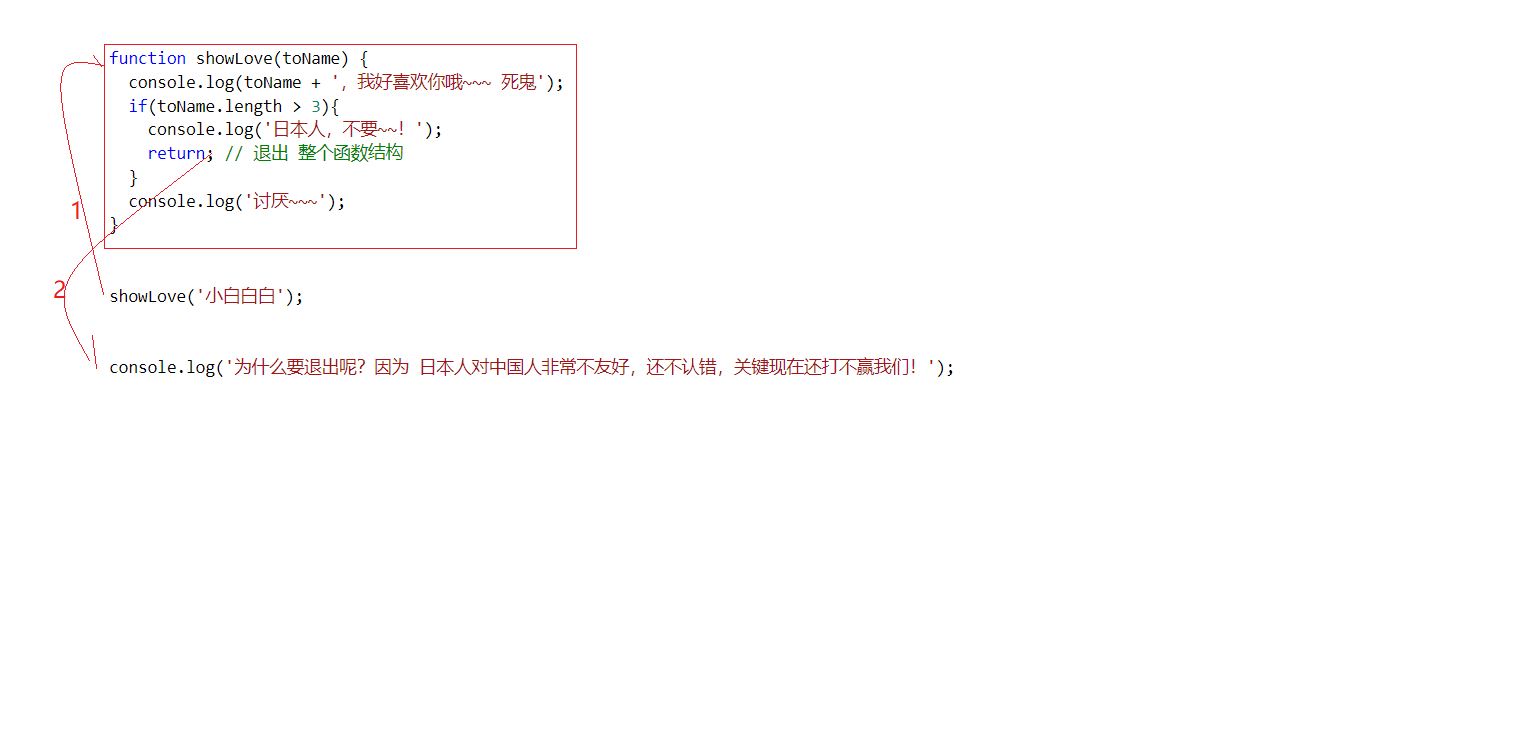 function showLove(toName) {
console.log(toName + '，我好喜欢你哦~~~ 死鬼');
if(toName.length > 3){
console.log('日本人，不要~~！');
return; // 退出 整个函数结构
}
console.log('讨厌~~~');
}
1
2
showLove('小白白白');
console.log('为什么要退出呢？因为 日本人对中国人非常不友好，还不认错，关键现在还打不赢我们！');